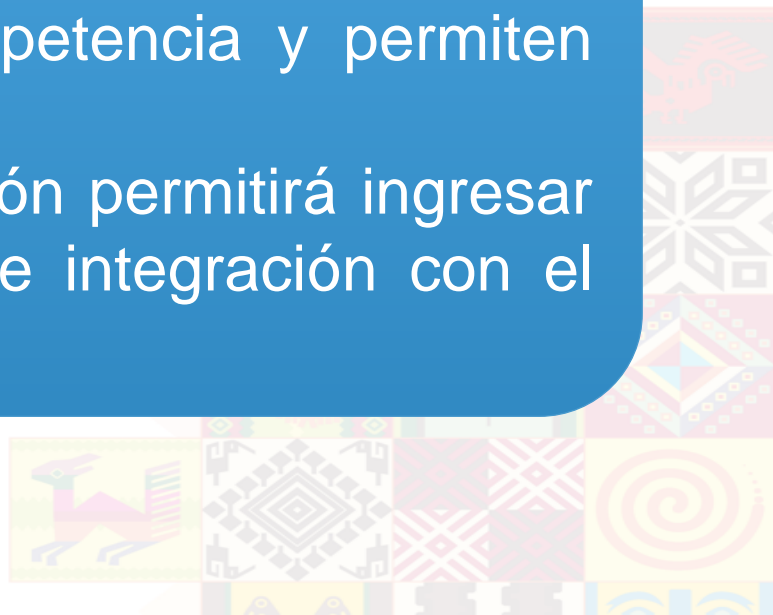 petencia y permiten
ón permitirá ingresar
e integración con el